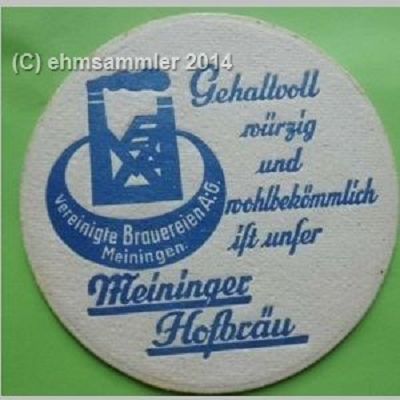 (C) ehmsammler 2014
Gehaltvoll
würzig
und
wohlbekömmlich
ist unser
Meininger
Hofbräu
Vereinigte Brauereien A.G.
Meiningen.